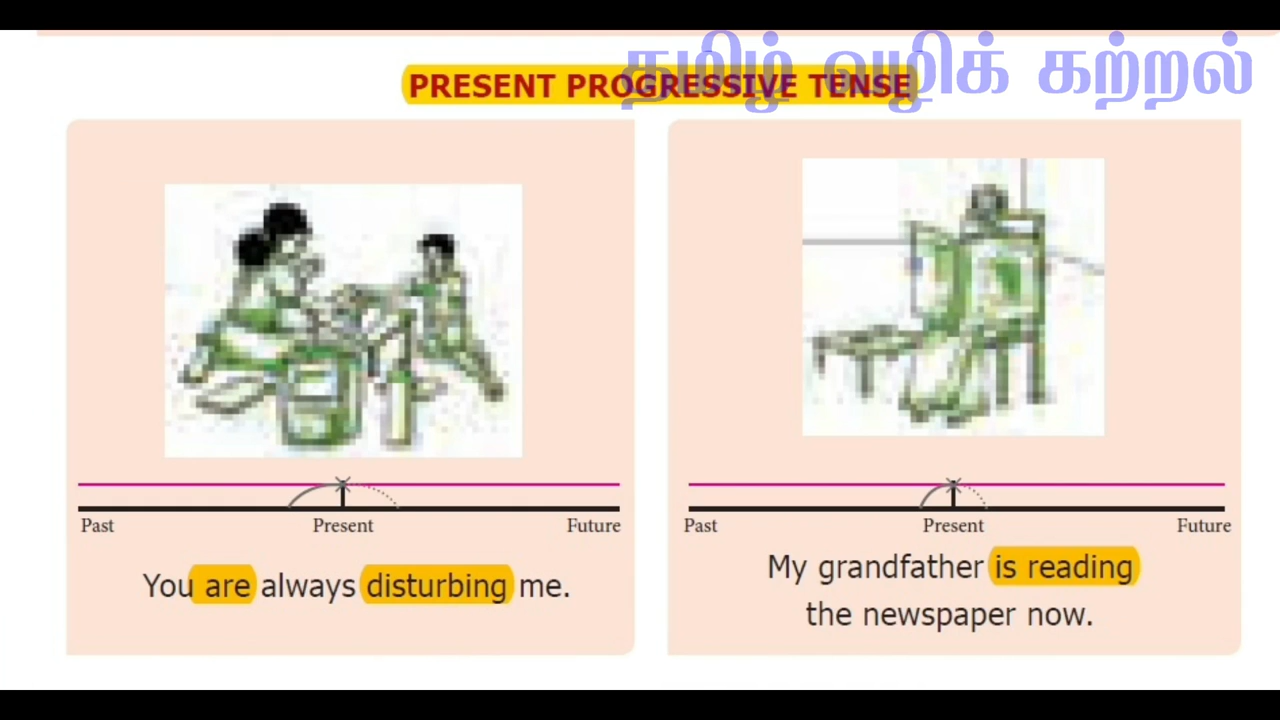 தமிழ் வழிக் கற்றல்
PRESENT PROGRESSIVE TENSE
Past Present Future
You are always disturbing me.
Past Present Future
My grandfather is reading
the newspaper now.